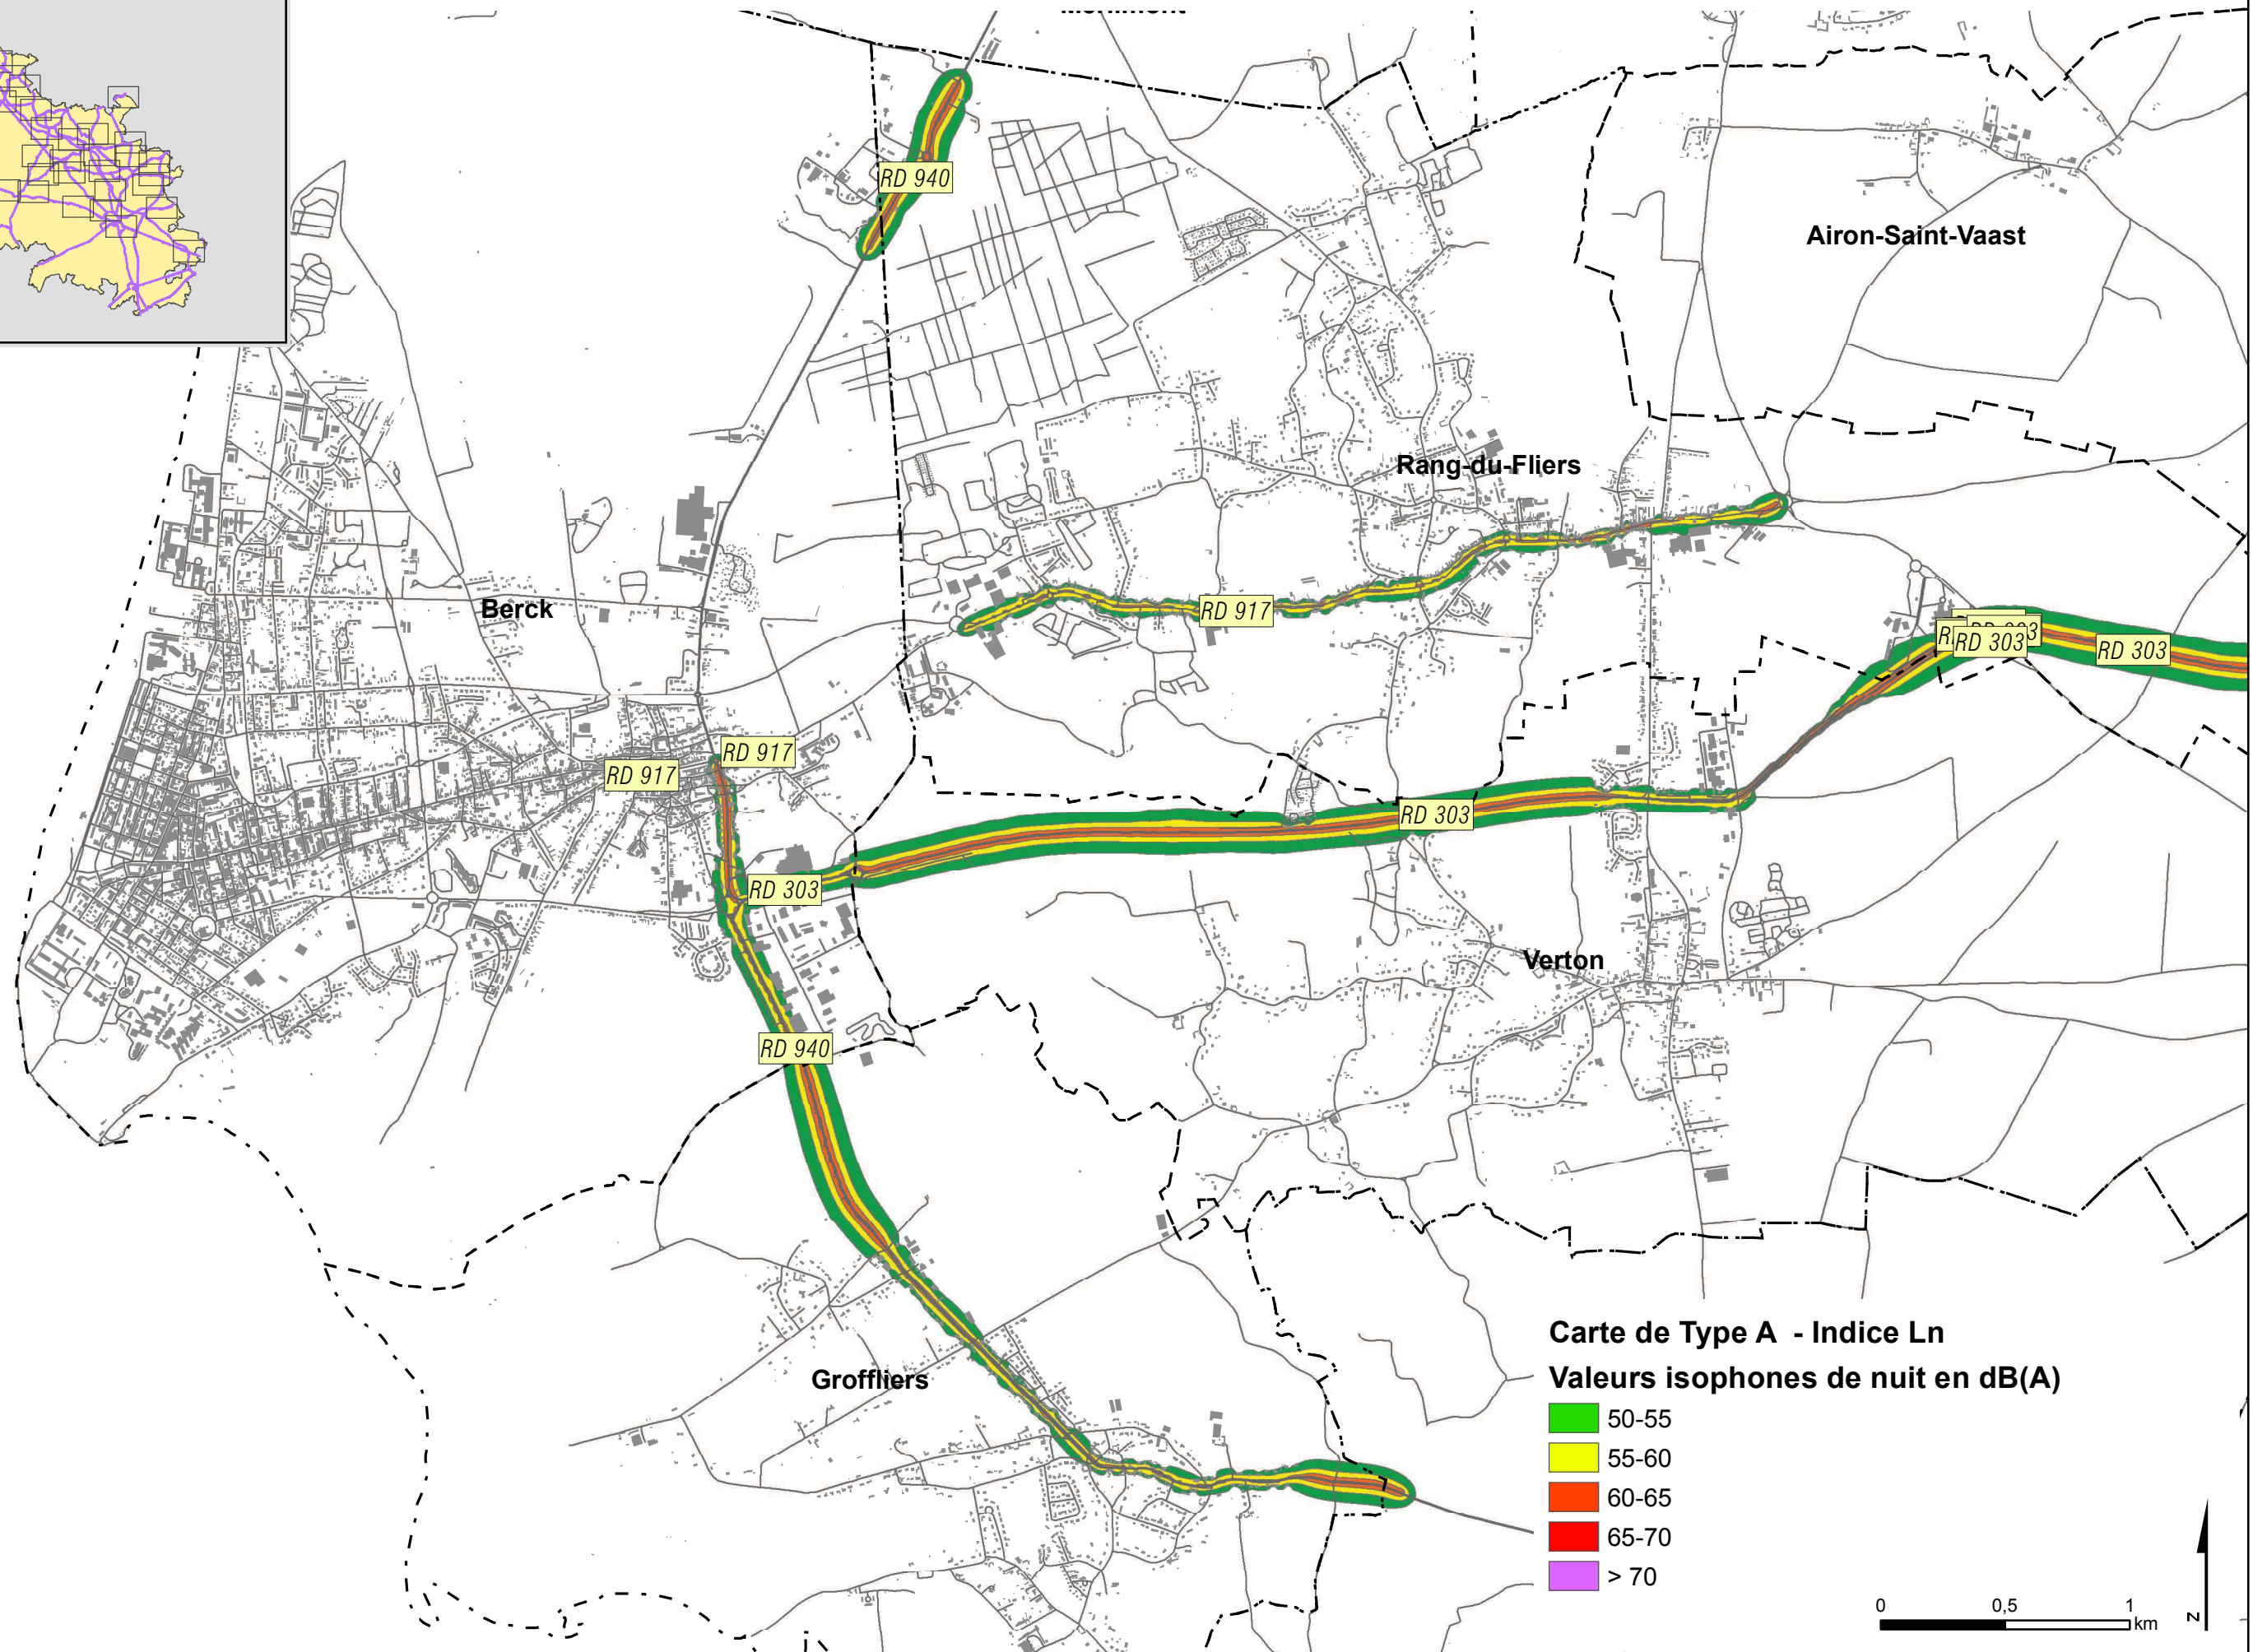 RD 940
Airon-Saint-Vaast
Rang-du-Fliers
Berck
RD 917
RD 303
RD 303
RD 917
RD 917
RD 303
RD 303
Verton
RD 940
Groffliers
Carte de Type A - Indice Ln
Valeurs isophones de nuit en dB(A)
50-55
55-60
60-65
65-70
> 70
0 0,5 1
km
N